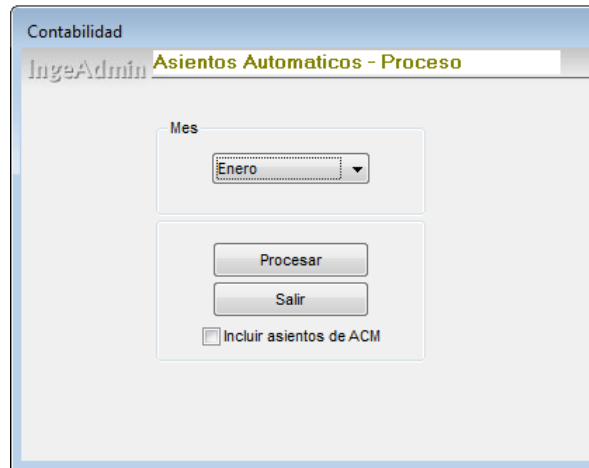 Contabilidad
IngeAdmin Asientos Automaticos - Proceso
Mes
Enero
Procesar
Salir
Incluir asientos de ACM